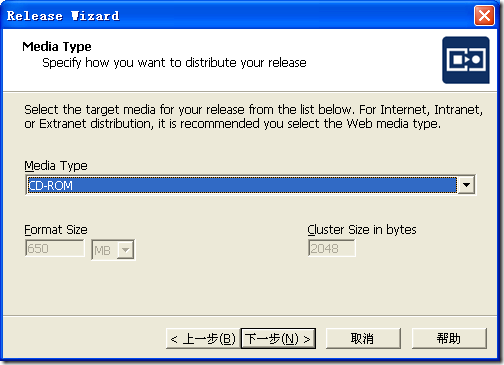 Release Wizard
Media Type
Specify how you want to distribute your release
Select the target media for your release from the list below. For Internet, Intranet,
or Extranet distribution, it is recommended you select the Web media type.
Media Type
CD-ROM
Format Size
Cluster Size in bytes
650
MB
2048
< 上一步(B)
下一步(N) >
取消
帮助